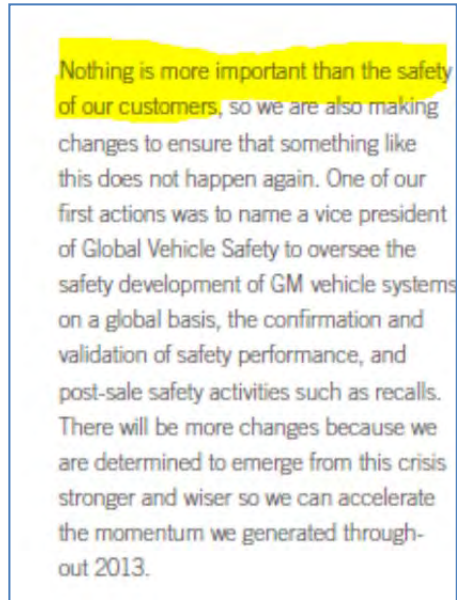 Nothing is more important than the safety
of our customers, so we are also making
changes to ensure that something like
this does not happen again. One of our
first actions was to name a vice president
of Global Vehicle Safety to oversee the
safety development of GM vehicle systems
on a global basis, the confirmation and
validation of safety performance, and
post-sale safety activities such as recalls.
There will be more changes because we
are determined to emerge from this crisis
stronger and wiser so we can accelerate
the momentum we generated through-
out 2013.